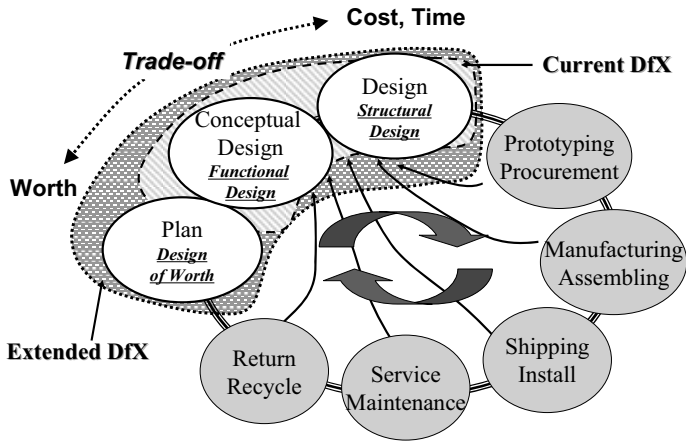 Cost, Time
Trade-off
Current DfX
Design
Structural
Design
Conceptual
Design
Functional
Design
Prototyping
Procurement
Worth
Plan
Design
of Worth
Manufacturing
Assembling
Extended DfX
Return
Recycle
Service
Maintenance
Shipping
Install